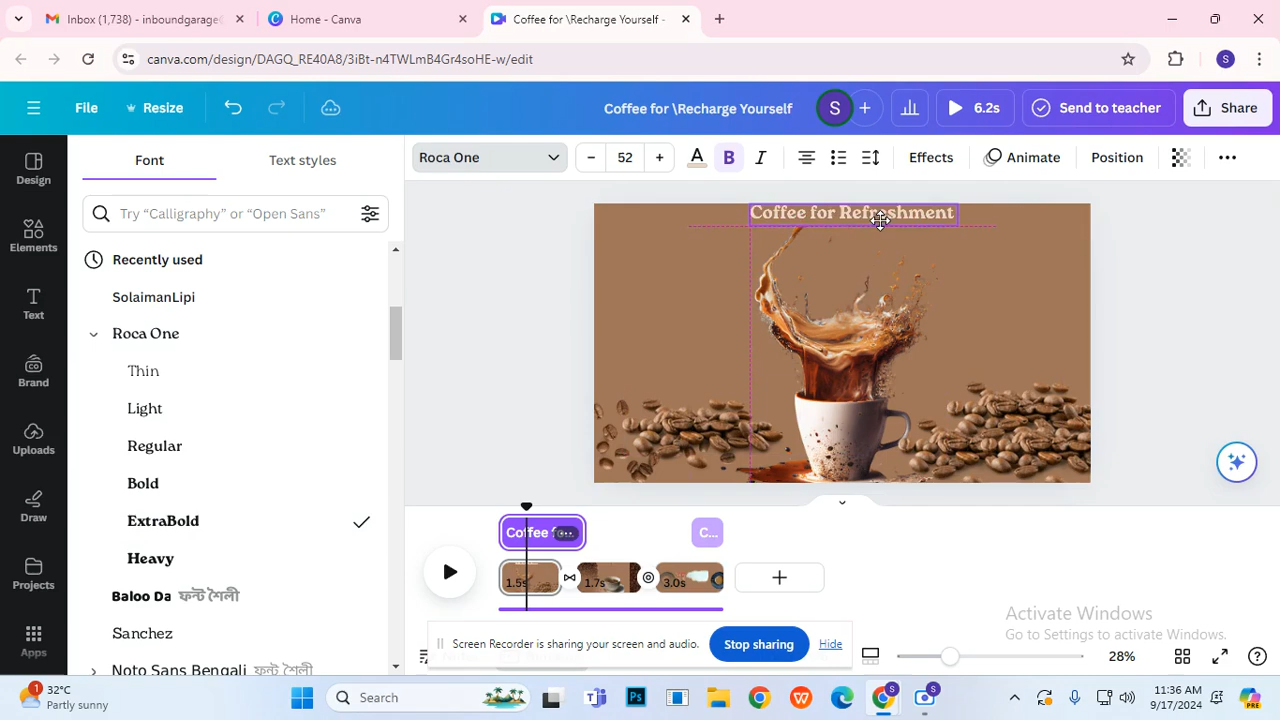 Inbox (1,738) - inboundgarage
Home - Canva
Coffee for \Recharge Yourself -
canva.com/design/DAGQ_RE40A8/3iBt-n4TWLmB4Gr4soHE-w/edit
S
File
Resize
Coffee for \Recharge Yourself
S
6.2s
Send to teacher
Share
Font
Text styles
Roca One
52
A
B
I
Effects
Animate
Position
Try “Calligraphy” or “Open Sans”
Design
Elements
Text
Brand
Uploads
Draw
Projects
Apps
Recently used
SolaimanLipi
Roca One
Thin
Light
Regular
Bold
ExtraBold
Heavy
Baloo Da ফন্ট শৈলী
Sanchez
Noto Sans Bengali ফন্ট শৈলী
Coffee for Refreshment
Coffee f
C...
1.5s
1.7s
3.0s
Screen Recorder is sharing your screen and audio.
Stop sharing
Hide
Activate Windows
Go to Settings to activate Windows.
28%
32°C
Partly sunny
Search
11:36 AM
9/17/2024